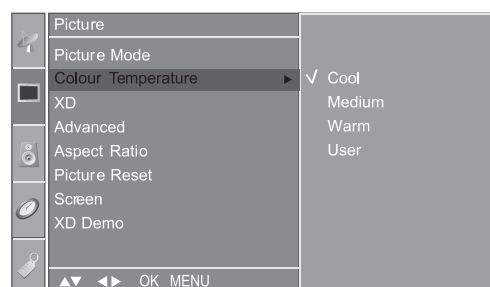 Picture
Picture Mode
Colour Temperature ►
XD
Advanced
Aspect Ratio
Picture Reset
Screen
XD Demo
▲▼ ◄► OK MENU
√ Cool
Medium
Warm
User